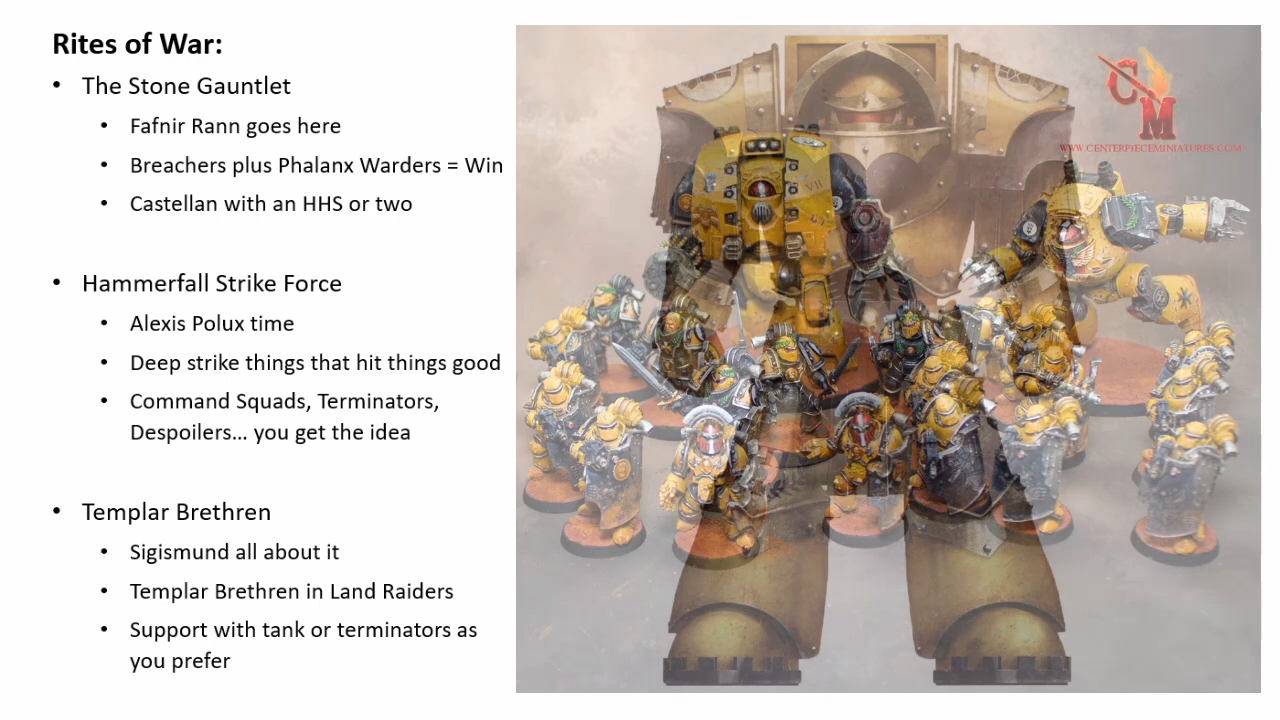 Rites of War:
• The Stone Gauntlet
• Fafnir Rann goes here
• Breachers plus Phalanx Warders = Win
• Castellan with an HHS or two
• Hammerfall Strike Force
• Alexis Polux time
• Deep strike things that hit things good
• Command Squads, Terminators,
Despoilers… you get the idea
• Templar Brethren
• Sigismund all about it
• Templar Brethren in Land Raiders
• Support with tank or terminators as
you prefer
CM
WWW.CENTERPIECEMINIATURES.COM
VII